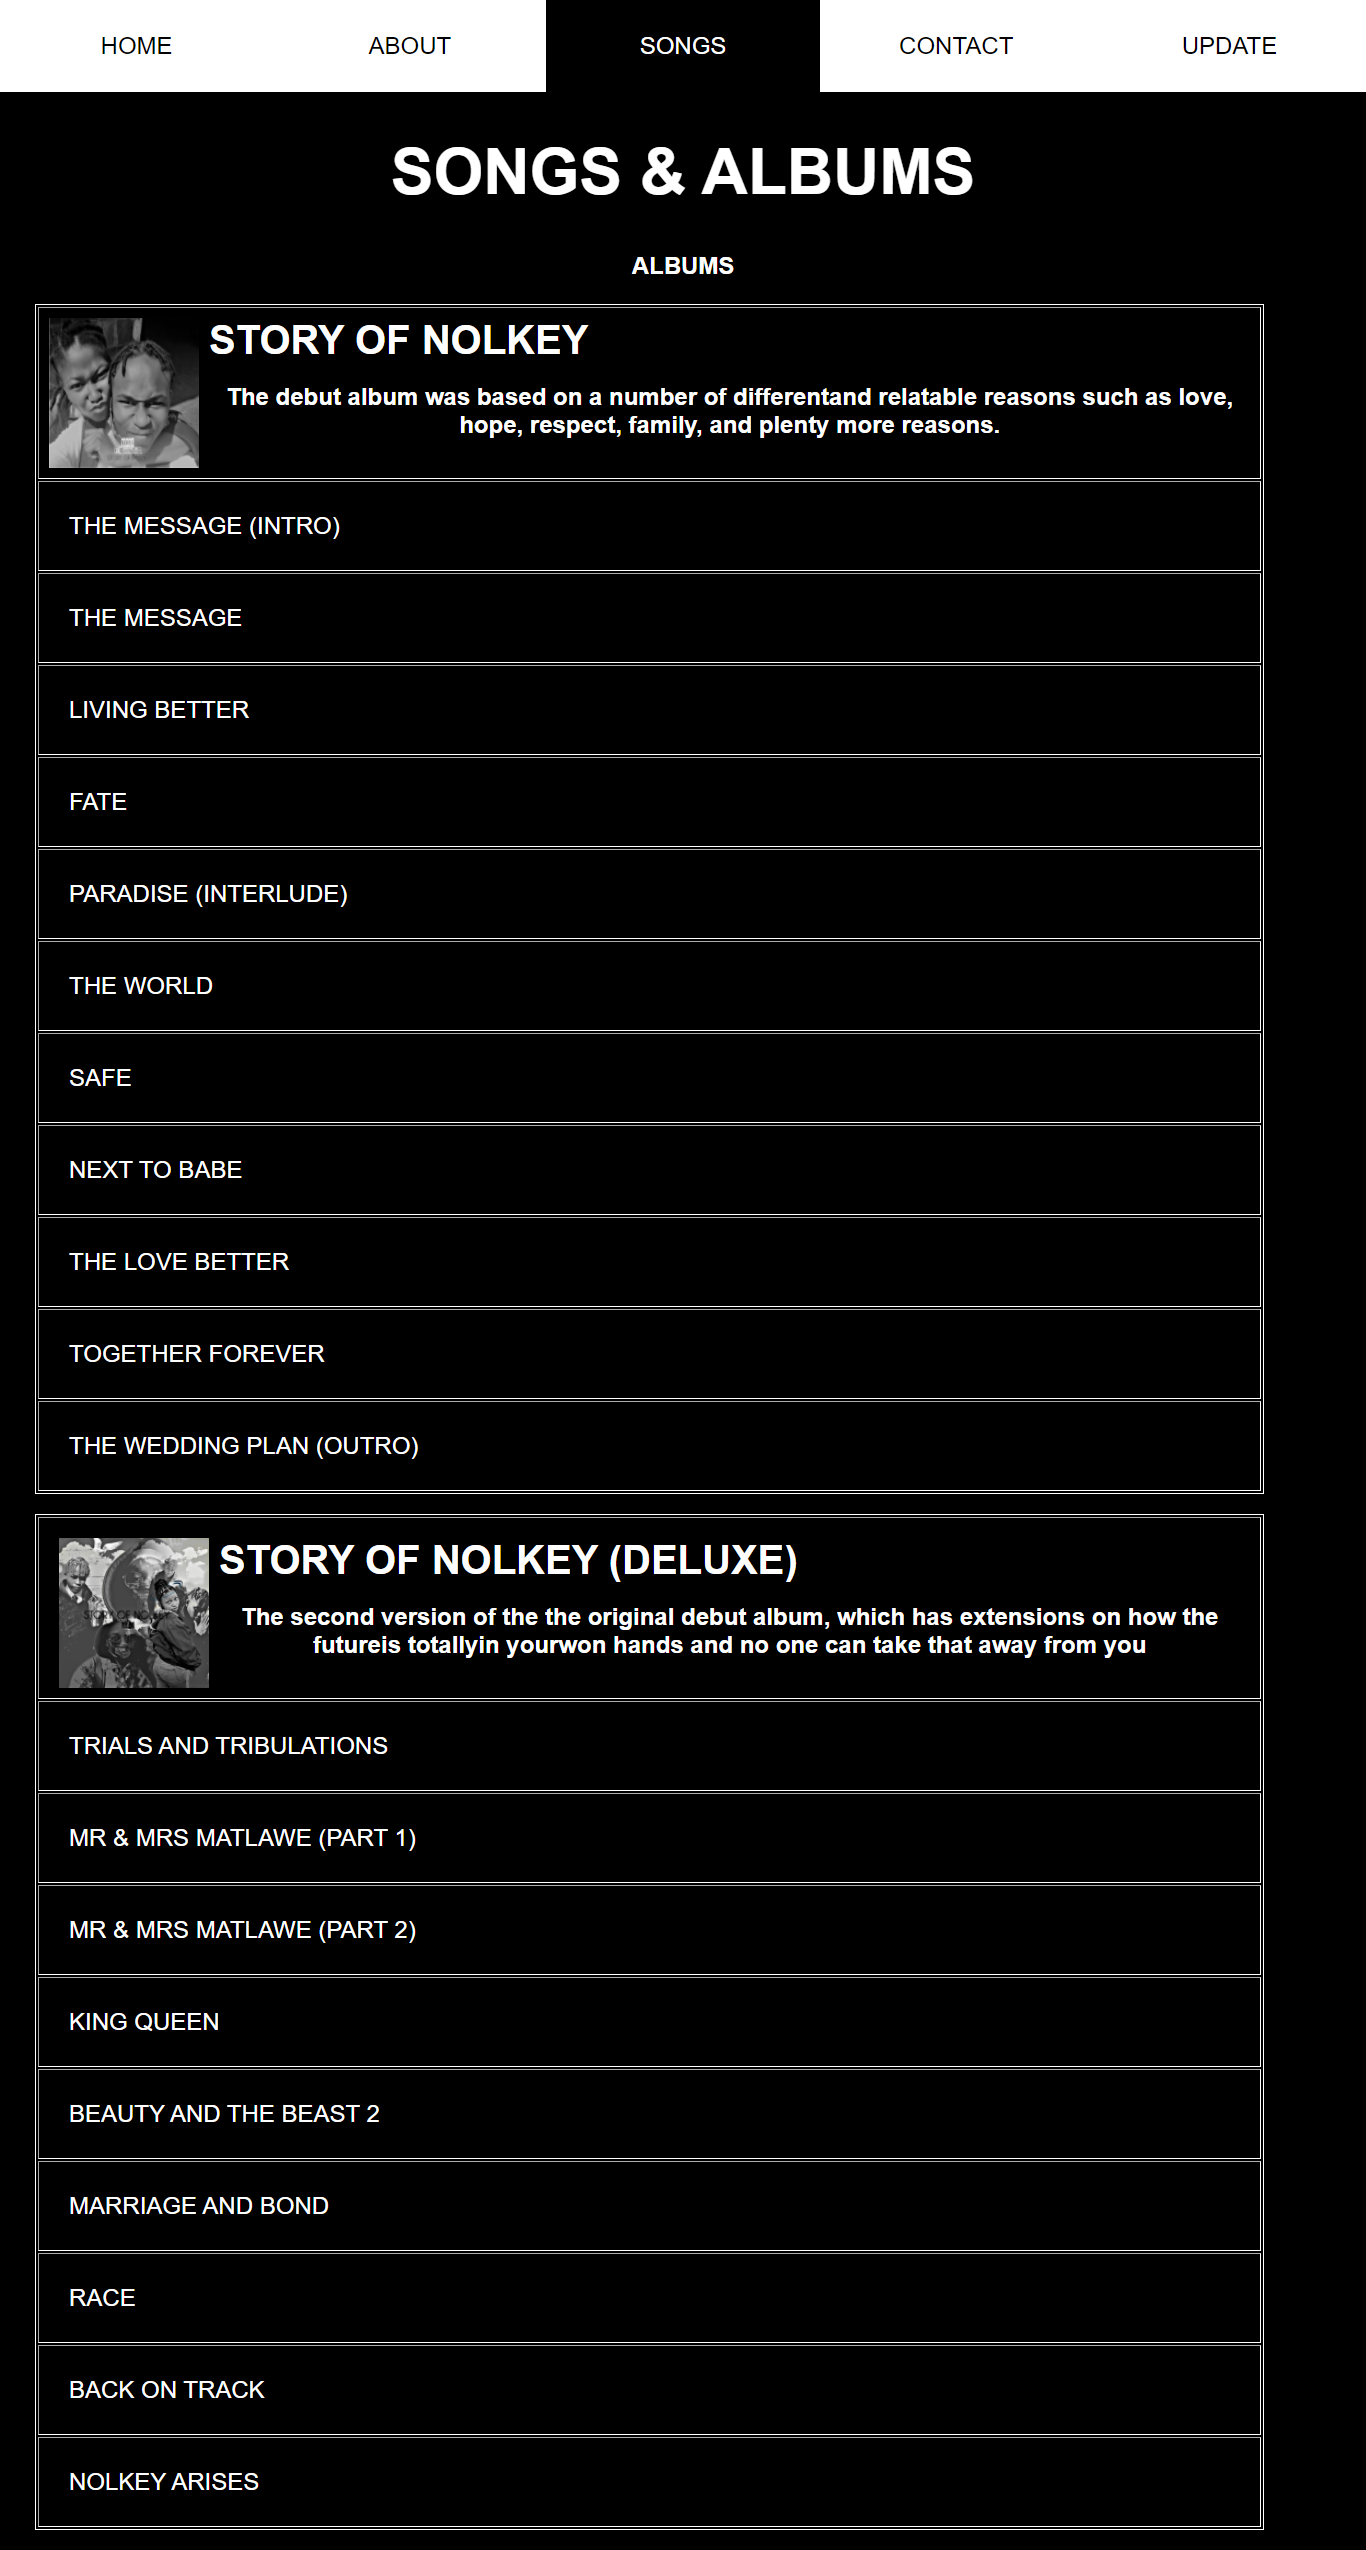 HOME ABOUT SONGS CONTACT UPDATE
SONGS & ALBUMS
ALBUMS
STORY OF NOLKEY
The debut album was based on a number of differentand relatable reasons such as love,
hope, respect, family, and plenty more reasons.
THE MESSAGE (INTRO)
THE MESSAGE
LIVING BETTER
FATE
PARADISE (INTERLUDE)
THE WORLD
SAFE
NEXT TO BABE
THE LOVE BETTER
TOGETHER FOREVER
THE WEDDING PLAN (OUTRO)
STORY OF NOLKEY (DELUXE)
The second version of the the original debut album, which has extensions on how the
futureis totallyin yourwon hands and no one can take that away from you
TRIALS AND TRIBULATIONS
MR & MRS MATLAWE (PART 1)
MR & MRS MATLAWE (PART 2)
KING QUEEN
BEAUTY AND THE BEAST 2
MARRIAGE AND BOND
RACE
BACK ON TRACK
NOLKEY ARISES